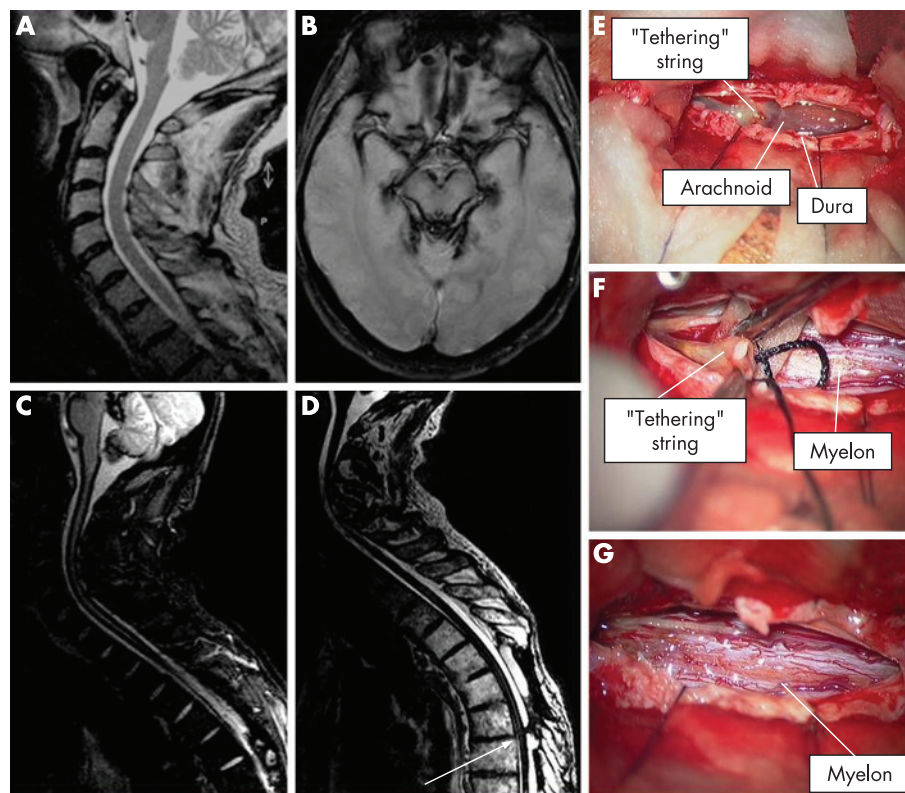 A
B
E
"Tethering"
string
Arachnoid
Dura
P
F
"Tethering"
string
Myelon
C
D
G
Myelon